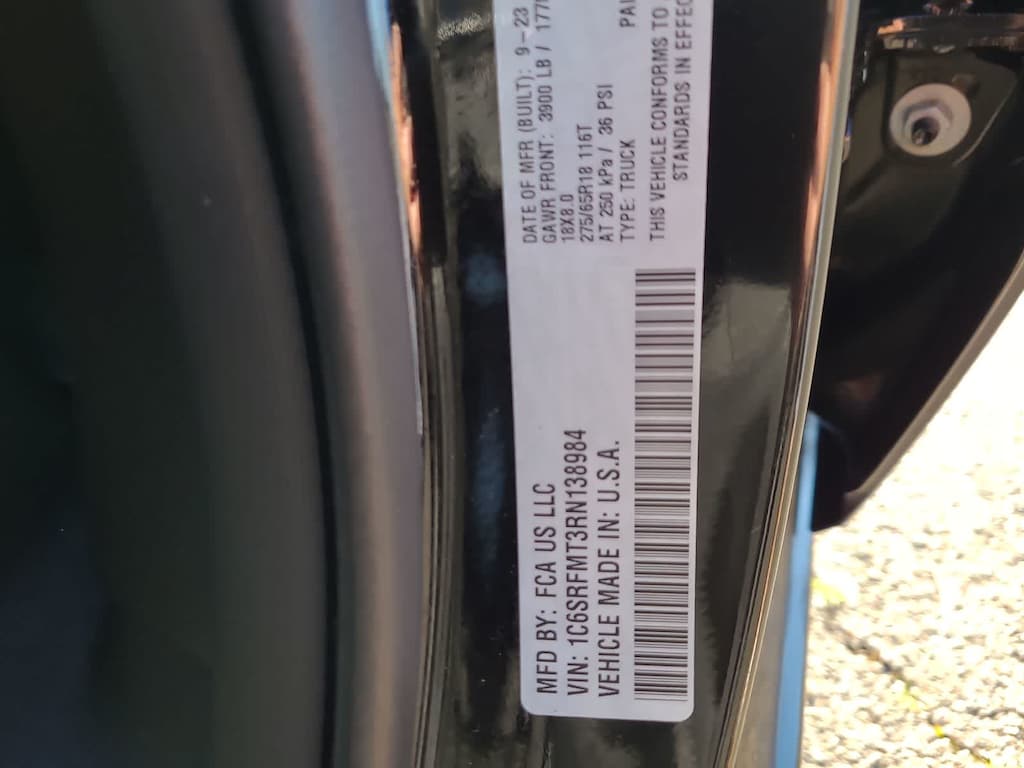 MFD BY: FCA US LLC
VIN: 1C6SRFMT3RN138984
VEHICLE MADE IN: U.S.A.
DATE OF MFR (BUILT): 9-23
GAWR FRONT: 3900 LB /
18X8.0
275/65R18 116T
AT 250 kPa / 36 PSI
TYPE: TRUCK
THIS VEHICLE CONFORMS TO
STANDARDS IN